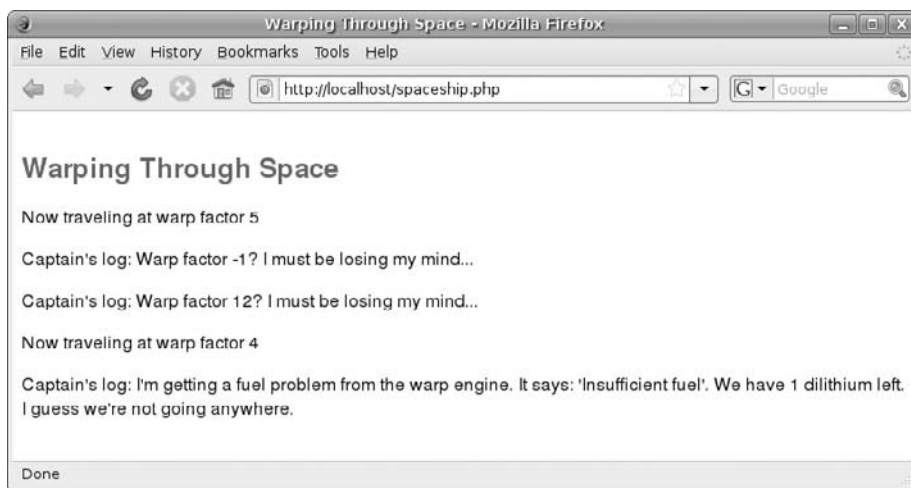 Warping Through Space - Mozilla Firefox
File Edit View History Bookmarks Tools Help
http://localhost/spaceship.php
G Google
Warping Through Space
Now traveling at warp factor 5
Captain's log: Warp factor -1? I must be losing my mind...
Captain's log: Warp factor 12? I must be losing my mind...
Now traveling at warp factor 4
Captain's log: I'm getting a fuel problem from the warp engine. It says: 'Insufficient fuel'. We have 1 dilithium left.
I guess we're not going anywhere.
Done